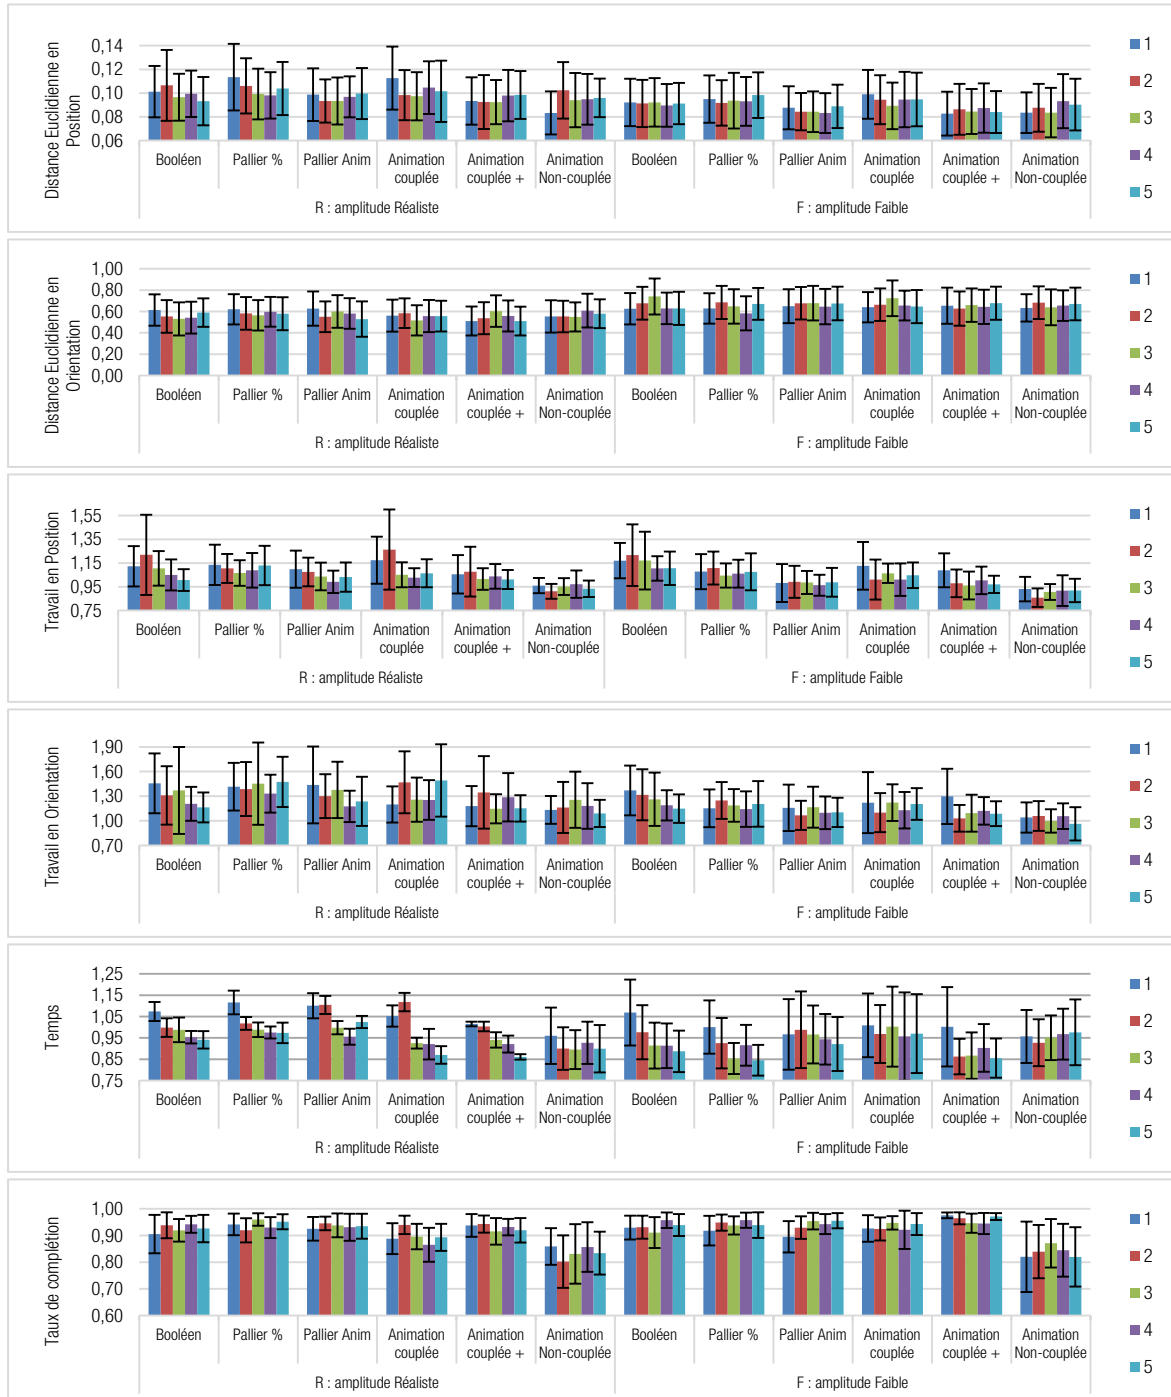 Distance Euclidienne en
Position
0,14
0,12
0,10
0,08
0,06
Booléen
Pallier %
Pallier Anim
Animation
couplée
Animation
couplée +
Animation
Non-couplée
Booléen
Pallier %
Pallier Anim
Animation
couplée
Animation
couplée +
Animation
Non-couplée
R : amplitude Réaliste
F : amplitude Faible
1
2
3
4
5
Distance Euclidienne en
Orientation
1,00
0,80
0,60
0,40
0,20
0,00
Booléen
Pallier %
Pallier Anim
Animation
couplée
Animation
couplée +
Animation
Non-couplée
Booléen
Pallier %
Pallier Anim
Animation
couplée
Animation
couplée +
Animation
Non-couplée
R : amplitude Réaliste
F : amplitude Faible
1
2
3
4
5
Travail en Position
1,55
1,35
1,15
0,95
0,75
Booléen
Pallier %
Pallier Anim
Animation
couplée
Animation
couplée +
Animation
Non-couplée
Booléen
Pallier %
Pallier Anim
Animation
couplée
Animation
couplée +
Animation
Non-couplée
R : amplitude Réaliste
F : amplitude Faible
1
2
3
4
5
Travail en Orientation
1,90
1,60
1,30
1,00
0,70
Booléen
Pallier %
Pallier Anim
Animation
couplée
Animation
couplée +
Animation
Non-couplée
Booléen
Pallier %
Pallier Anim
Animation
couplée
Animation
couplée +
Animation
Non-couplée
R : amplitude Réaliste
F : amplitude Faible
1
2
3
4
5
Temps
1,25
1,15
1,05
0,95
0,85
0,75
Booléen
Pallier %
Pallier Anim
Animation
couplée
Animation
couplée +
Animation
Non-couplée
Booléen
Pallier %
Pallier Anim
Animation
couplée
Animation
couplée +
Animation
Non-couplée
R : amplitude Réaliste
F : amplitude Faible
1
2
3
4
5
Taux de complétion
1,00
0,90
0,80
0,70
0,60
Booléen
Pallier %
Pallier Anim
Animation
couplée
Animation
couplée +
Animation
Non-couplée
Booléen
Pallier %
Pallier Anim
Animation
couplée
Animation
couplée +
Animation
Non-couplée
R : amplitude Réaliste
F : amplitude Faible
1
2
3
4
5